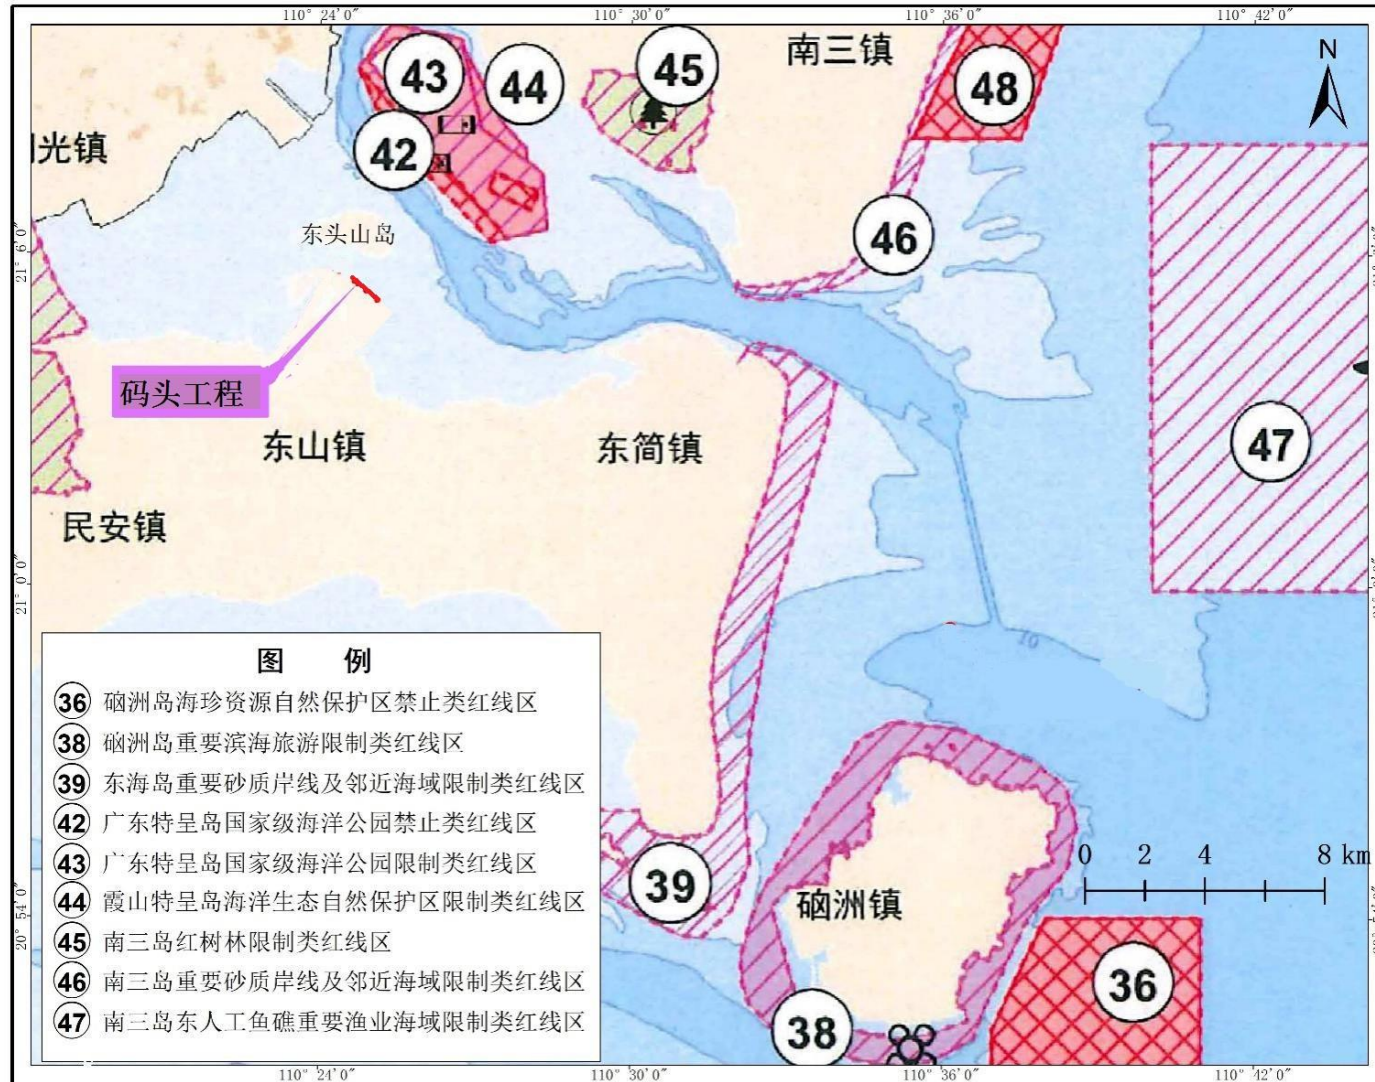 110° 24′0″
110° 30′0″
110° 36′0″
110° 42′0″
N
南三镇
43
44
45
48
光镇
42
46
21° 6′0″
东头山岛
码头工程
47
东山镇
东简镇
民安镇
21° 0′0″
10
图 例
36 硇洲岛海珍资源自然保护区禁止类红线区
38 硇洲岛重要滨海旅游限制类红线区
39 东海岛重要砂质岸线及邻近海域限制类红线区
42 广东特呈岛国家级海洋公园禁止类红线区
43 广东特呈岛国家级海洋公园限制类红线区
44 霞山特呈岛海洋生态自然保护区限制类红线区
45 南三岛红树林限制类红线区
46 南三岛重要砂质岸线及邻近海域限制类红线区
47 南三岛东人工鱼礁重要渔业海域限制类红线区
0 2 4 8 km
39
硇洲镇
20° 54′0″
36
38
110° 24′0″
110° 30′0″
110° 36′0″
110° 42′0″